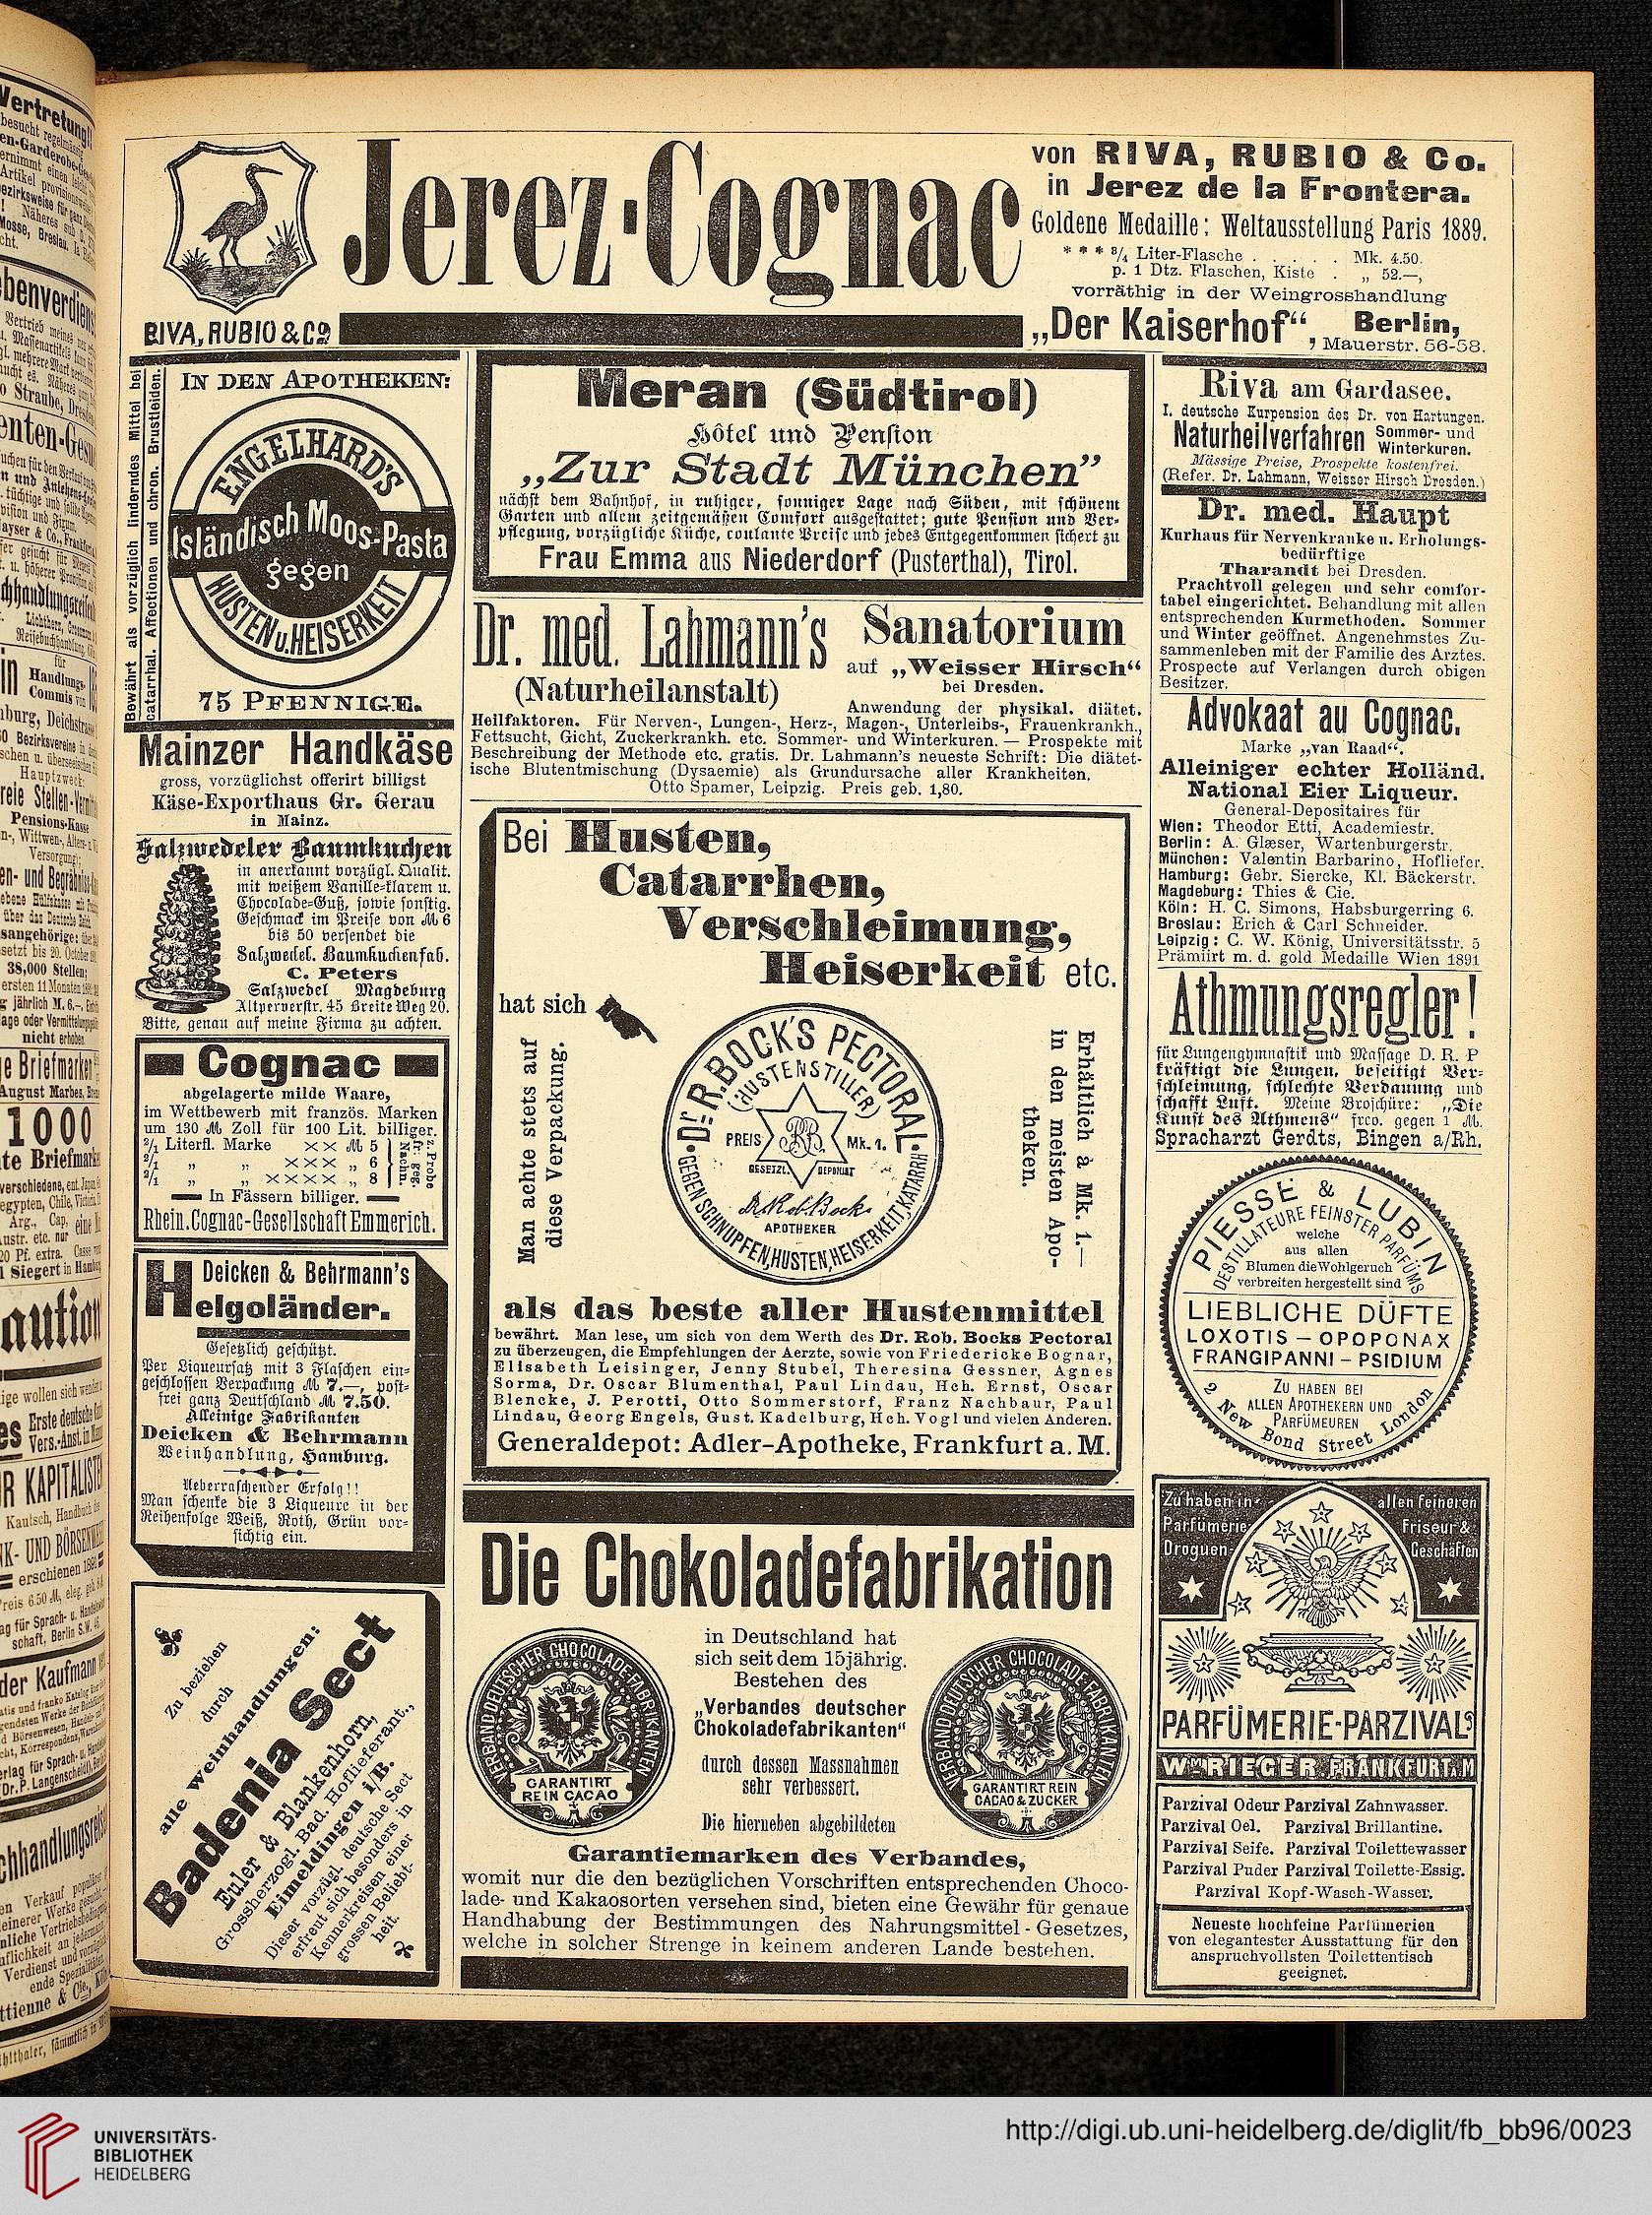 Jerez-Cognac
RIVA, RUBIO & Co
von RIVA, RUBIO & Co.
in Jerez de la Frontera.
Goldene Medaille: Weltausstellung Paris 1889.
* * * ¾ Liter-Flasche . . . . . Mk. 4.50.
p. 1 Dtz. Flaschen, Kiste . „ 52.—,
vorräthig in der Weingrosshandlung
„Der Kaiserhof“, Berlin,
Mauerstr. 56-58.
Bewährt als vorzüglich linderndes Mittel bei
catarrhal. Affectionen und chron. Brustleiden.
IN DEN APOTHEKEN:
ENGELHARD'S
Isländisch Moos-Pasta
gegen
HUSTEN u. HEISERKEIT
75 PFENNIGE.
Mainzer Handkäse
gross, vorzüglichst offerirt billigst
Käse-Exporthaus Gr. Gerau
in Mainz.
Salzwedeler Baumkuchen
in anerkannt vorzügl. Qualit.
mit weißem Vanille-klarem u.
Chocolade-Guß, sowie sonstig.
Geschmack im Preise von M 6
bis 50 versendet die
Salzwedel. Baumkuchenfab.
C. Peters
Salzwedel Magdeburg
Altperverstr. 45 Breite Weg 20.
Bitte, genau auf meine Firma zu achten.
Cognac
abgelagerte milde Waare,
im Wettbewerb mit französ. Marken
um 130 M Zoll für 100 Lit. billiger.
2/1 Literfl. Marke ×× M 5
2/1 „ „ ××× „ 6
2/1 „ „ ×××× „ 8
z. Probe
fr. geg.
Nachn.
In Fässern billiger.
Rhein. Cognac-Gesellschaft Emmerich.
Deicken & Behrmann's
Helgoländer.
Gesetzlich geschützt.
Per Liqueursatz mit 3 Flaschen ein-
geschlossen Verpackung M 7.—, post-
frei ganz Deutschland M 7.50.
Alleinige Fabrikanten
Deicken & Behrmann
Weinhandlung, Hamburg.
Ueberraschender Erfolg!!
Man schenke die 3 Liqueure in der
Reihenfolge Weiß, Roth, Grün vor-
sichtig ein.
Zu beziehen
durch
alle Weinhandlungen:
Badenia Sect
Euler & Blankenhorn,
Grossherzogl. Bad. Hoflieferant.,
Eimeldingen i/B.
Dieser vorzügl. deutsche Sect
erfreut sich besonders in
Kennerkreisen einer
grossen Beliebt-
heit.
Meran (Südtirol)
Hôtel und Pension
„Zur Stadt München”
nächst dem Bahnhof, in ruhiger, sonniger Lage nach Süden, mit schönem
Garten und allem zeitgemäßen Comfort ausgestattet; gute Pension und Ver-
pflegung, vorzügliche Küche, coulante Preise und jedes Entgegenkommen sichert zu
Frau Emma aus Niederdorf (Pusterthal), Tirol.
Dr. med. Lahmann's Sanatorium
auf „Weisser Hirsch“
(Naturheilanstalt)
bei Dresden.
Anwendung der physikal. diätet.
Heilfaktoren. Für Nerven-, Lungen-, Herz-, Magen-, Unterleibs-, Frauenkrankh.,
Fettsucht, Gicht, Zuckerkrankh. etc. Sommer- und Winterkuren. — Prospekte mit
Beschreibung der Methode etc. gratis. Dr. Lahmann's neueste Schrift: Die diätet-
ische Blutentmischung (Dysaemie) als Grundursache aller Krankheiten.
Otto Spamer, Leipzig. Preis geb. 1,80.
Bei Husten,
Catarrhen,
Verschleimung,
Heiserkeit etc.
hat sich
Man achte stets auf
diese Verpackung.
Dr. R. BOCK'S PECTORAL
(HUSTENSTILLER)
PREIS Mk. 1.
GESETZL. DEPONIRT
Dr. Rob. Bock
APOTHEKER
GEGEN SCHNUPFEN, HUSTEN, HEISERKEIT, KATARRH
Erhältlich à Mk. 1.—
in den meisten Apo-
theken.
als das beste aller Hustenmittel
bewährt. Man lese, um sich von dem Werth des Dr. Rob. Bocks Pectoral
zu überzeugen, die Empfehlungen der Aerzte, sowie von Friedericke Bognar,
Elisabeth Leisinger, Jenny Stubel, Theresina Gessner, Agnes
Sorma, Dr. Oscar Blumenthal, Paul Lindau, Hch. Ernst, Oscar
Blencke, J. Perotti, Otto Sommerstorf, Franz Nachbaur, Paul
Lindau, Georg Engels, Gust. Kadelburg, Hch. Vogl und vielen Anderen.
Generaldepot: Adler-Apotheke, Frankfurt a. M.
Die Chokoladefabrikation
VERBAND DEUTSCHER CHOCOLADE-FABRIKANTEN
GARANTIRT
REIN CACAO
in Deutschland hat
sich seit dem 15jährig.
Bestehen des
„Verbandes deutscher
Chokoladefabrikanten“
durch dessen Massnahmen
sehr verbessert.
Die hierneben abgebildeten
VERBAND DEUTSCHER CHOCOLADE-FABRIKANTEN
GARANTIRT REIN
CACAO & ZUCKER
Garantiemarken des Verbandes,
womit nur die den bezüglichen Vorschriften entsprechenden Choco-
lade- und Kakaosorten versehen sind, bieten eine Gewähr für genaue
Handhabung der Bestimmungen des Nahrungsmittel-Gesetzes,
welche in solcher Strenge in keinem anderen Lande bestehen.
Riva am Gardasee.
I. deutsche Kurpension des Dr. von Hartungen.
Naturheilverfahren Sommer- und
Winterkuren.
Mässige Preise, Prospekte kostenfrei.
(Refer. Dr. Lahmann, Weisser Hirsch Dresden.)
Dr. med. Haupt
Kurhaus für Nervenkranke u. Erholungs-
bedürftige
Tharandt bei Dresden.
Prachtvoll gelegen und sehr comfor-
tabel eingerichtet. Behandlung mit allen
entsprechenden Kurmethoden. Sommer
und Winter geöffnet. Angenehmstes Zu-
sammenleben mit der Familie des Arztes.
Prospecte auf Verlangen durch obigen
Besitzer.
Advokaat au Cognac.
Marke „van Raad“.
Alleiniger echter Holländ.
National Eier Liqueur.
General-Depositaires für
Wien: Theodor Etti, Academiestr.
Berlin: A. Glæser, Wartenburgerstr.
München: Valentin Barbarino, Hofliefer.
Hamburg: Gebr. Siercke, Kl. Bäckerstr.
Magdeburg: Thies & Cie.
Köln: H. C. Simons, Habsburgerring 6.
Breslau: Erich & Carl Schneider.
Leipzig: C. W. König, Universitätsstr. 5
Prämiirt m. d. gold Medaille Wien 1891
Athmungsregler!
für Lungengymnastik und Massage D. R. P
kräftigt die Lungen, beseitigt Ver-
schleimung, schlechte Verdauung und
schafft Luft. Meine Broschüre: „Die
Kunst des Athmens“ frco. gegen 1 M.
Spracharzt Gerdts, Bingen a/Rh.
PIESSE & LUBIN
DESTILLATEURE FEINSTER PARFÜMS
welche
aus allen
Blumen die Wohlgeruch
verbreiten hergestellt sind
LIEBLICHE DÜFTE
LOXOTIS — OPOPONAX
FRANGIPANNI — PSIDIUM
ZU HABEN BEI
ALLEN APOTHEKERN UND
PARFÜMEUREN
2 New Bond Street London
Zu haben in
Parfümerie
Droguen-
allen feineren
Friseur &
Geschäften
PARFÜMERIE-PARZIVAL
Wm RIEGER FRANKFURT a/M
Parzival Odeur Parzival Zahnwasser.
Parzival Oel. Parzival Brillantine.
Parzival Seife. Parzival Toilettewasser
Parzival Puder Parzival Toilette-Essig.
Parzival Kopf-Wasch-Wasser.
Neueste hochfeine Parfümerien
von elegantester Ausstattung für den
anspruchvollsten Toilettentisch
geeignet.
UNIVERSITÄTS-
BIBLIOTHEK
HEIDELBERG
http://digi.ub.uni-heidelberg.de/diglit/fb_bb96/0023